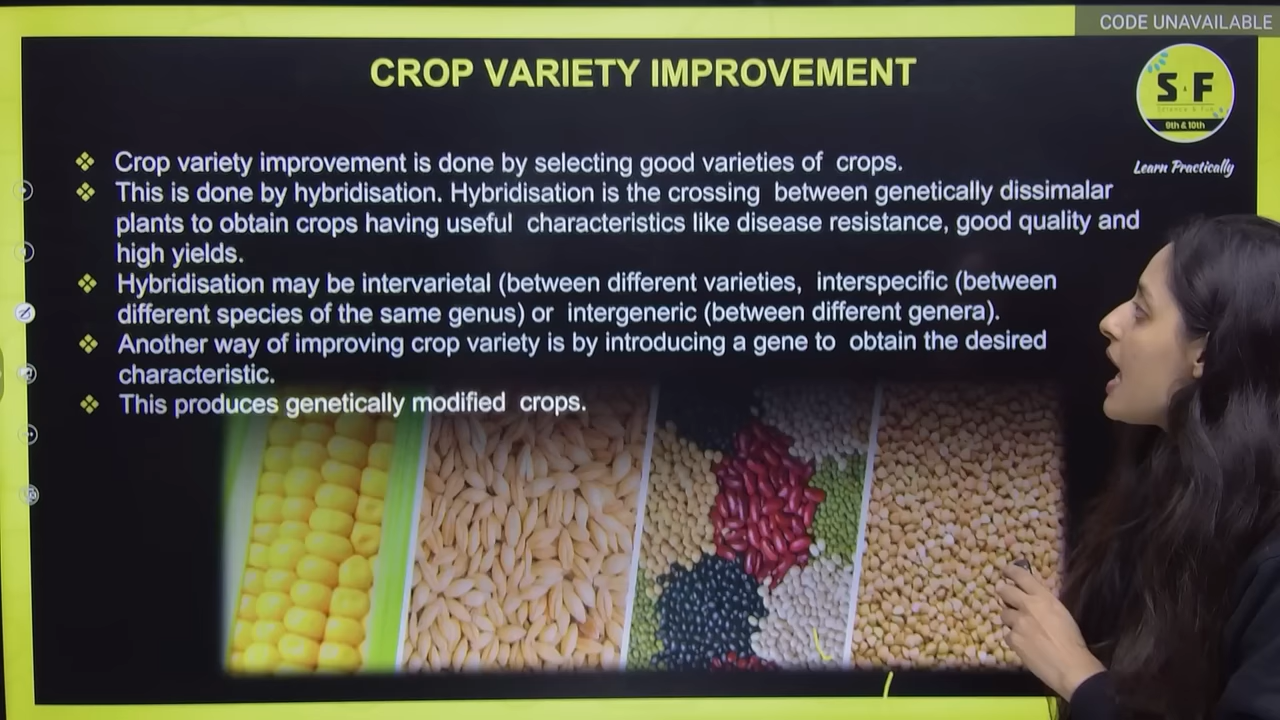 CODE UNAVAILABLE
CROP VARIETY IMPROVEMENT
S F
Science & Fun
9th & 10th
Learn Practically
❖ Crop variety improvement is done by selecting good varieties of crops.
❖ This is done by hybridisation. Hybridisation is the crossing between genetically dissimalar
plants to obtain crops having useful characteristics like disease resistance, good quality and
high yields.
❖ Hybridisation may be intervarietal (between different varieties, interspecific (between
different species of the same genus) or intergeneric (between different genera).
❖ Another way of improving crop variety is by introducing a gene to obtain the desired
characteristic.
❖ This produces genetically modified crops.